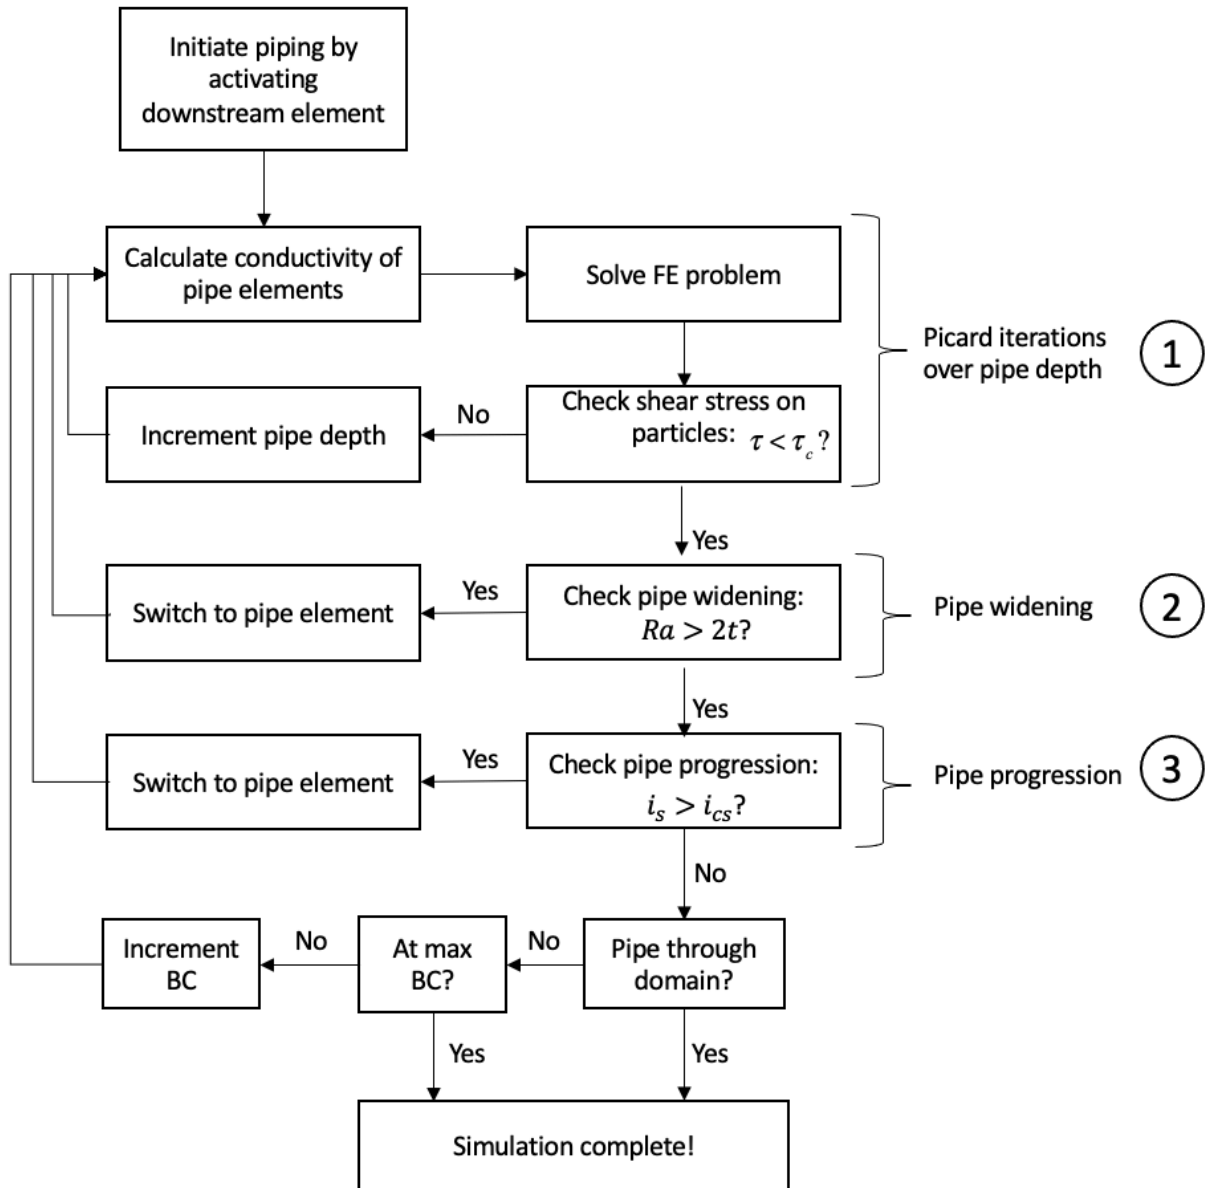 Initiate piping by
activating
downstream element
Calculate conductivity of
pipe elements
Solve FE problem
Picard iterations
over pipe depth
1
Increment pipe depth
No
Check shear stress on
particles: τ < τc ?
Yes
Switch to pipe element
Yes
Check pipe widening:
Ra > 2t?
Pipe widening
2
Yes
Switch to pipe element
Yes
Check pipe progression:
is > ics?
Pipe progression
3
No
Increment
BC
No
At max
BC?
No
Pipe through
domain?
Yes
Yes
Simulation complete!